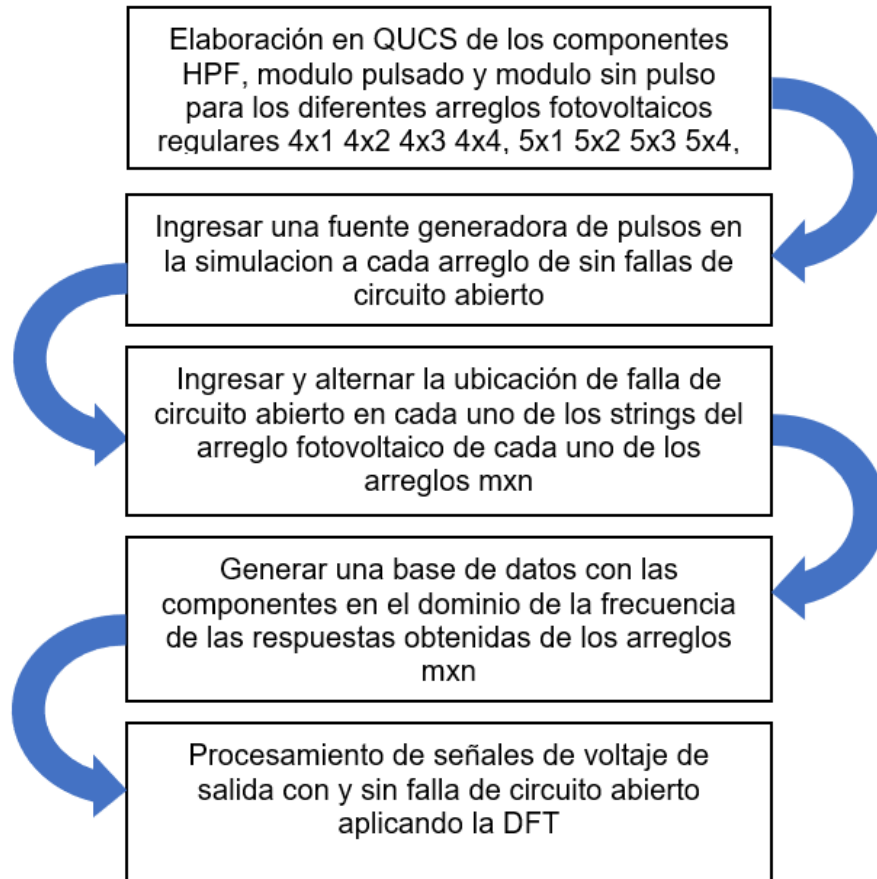 Elaboración en QUCS de los componentes
HPF, modulo pulsado y modulo sin pulso
para los diferentes arreglos fotovoltaicos
regulares 4x1 4x2 4x3 4x4, 5x1 5x2 5x3 5x4,
Ingresar una fuente generadora de pulsos en
la simulacion a cada arreglo de sin fallas de
circuito abierto
Ingresar y alternar la ubicación de falla de
circuito abierto en cada uno de los strings del
arreglo fotovoltaico de cada uno de los
arreglos mxn
Generar una base de datos con las
componentes en el dominio de la frecuencia
de las respuestas obtenidas de los arreglos
mxn
Procesamiento de señales de voltaje de
salida con y sin falla de circuito abierto
aplicando la DFT